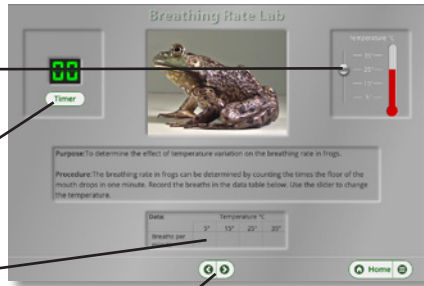 Breathing Rate Lab
00
Timer
Temperature °C
35°
25°
15°
5°
Purpose:To determine the effect of temperature variation on the breathing rate in frogs.
Procedure:The breathing rate in frogs can be determined by counting the times the floor of the
mouth drops in one minute. Record the breaths in the data table below. Use the slider to change
the temperature.
Data: Temperature °C
5° 15° 25° 35°
Breaths per
Home